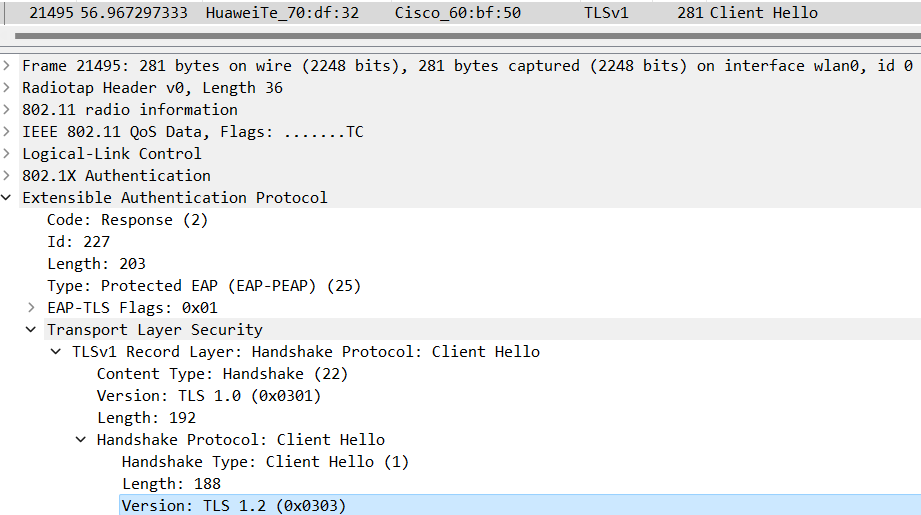 21495 56.967297333 HuaweiTe_70:df:32 Cisco_60:bf:50 TLSv1 281 Client Hello
Frame 21495: 281 bytes on wire (2248 bits), 281 bytes captured (2248 bits) on interface wlan0, id 0
Radiotap Header v0, Length 36
802.11 radio information
IEEE 802.11 QoS Data, Flags: .......TC
Logical-Link Control
802.1X Authentication
Extensible Authentication Protocol
Code: Response (2)
Id: 227
Length: 203
Type: Protected EAP (EAP-PEAP) (25)
EAP-TLS Flags: 0x01
Transport Layer Security
TLSv1 Record Layer: Handshake Protocol: Client Hello
Content Type: Handshake (22)
Version: TLS 1.0 (0x0301)
Length: 192
Handshake Protocol: Client Hello
Handshake Type: Client Hello (1)
Length: 188
Version: TLS 1.2 (0x0303)